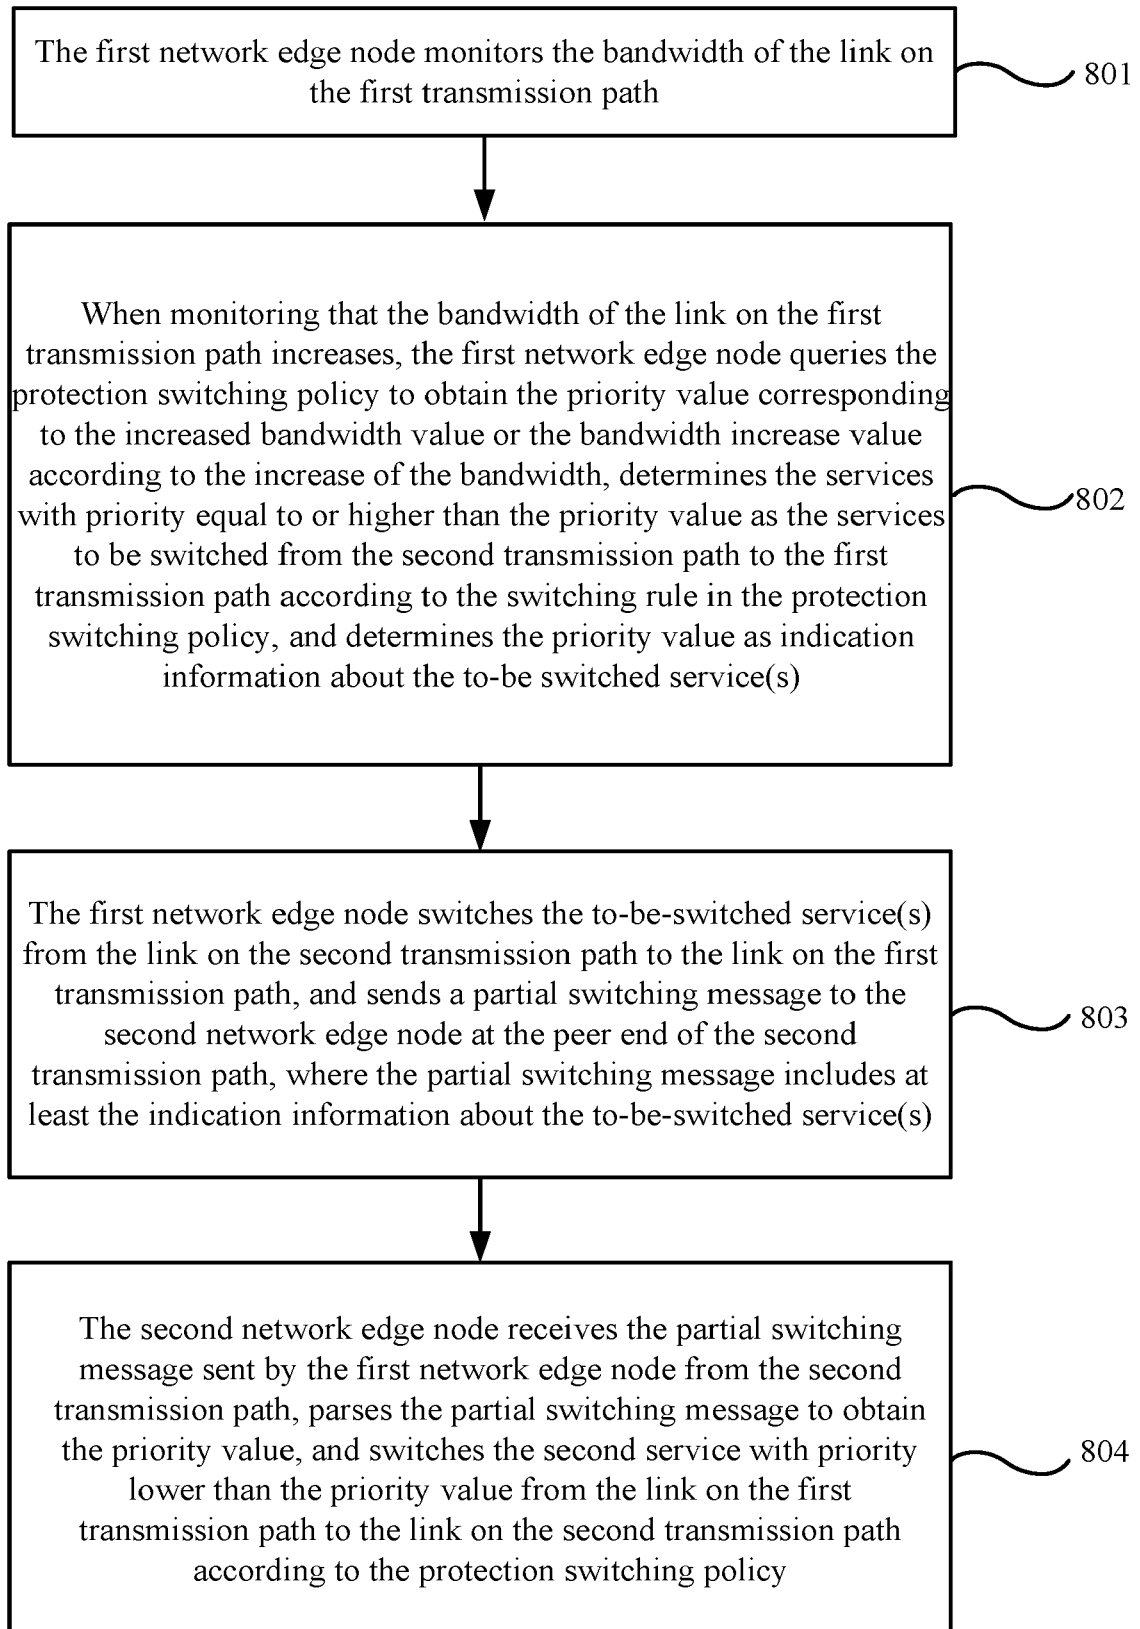 The first network edge node monitors the bandwidth of the link on
the first transmission path
801
When monitoring that the bandwidth of the link on the first
transmission path increases, the first network edge node queries the
protection switching policy to obtain the priority value corresponding
to the increased bandwidth value or the bandwidth increase value
according to the increase of the bandwidth, determines the services
with priority equal to or higher than the priority value as the services
to be switched from the second transmission path to the first
transmission path according to the switching rule in the protection
switching policy, and determines the priority value as indication
information about the to-be switched service(s)
802
The first network edge node switches the to-be-switched service(s)
from the link on the second transmission path to the link on the first
transmission path, and sends a partial switching message to the
second network edge node at the peer end of the second
transmission path, where the partial switching message includes at
least the indication information about the to-be-switched service(s)
803
The second network edge node receives the partial switching
message sent by the first network edge node from the second
transmission path, parses the partial switching message to obtain
the priority value, and switches the second service with priority
lower than the priority value from the link on the first
transmission path to the link on the second transmission path
according to the protection switching policy
804